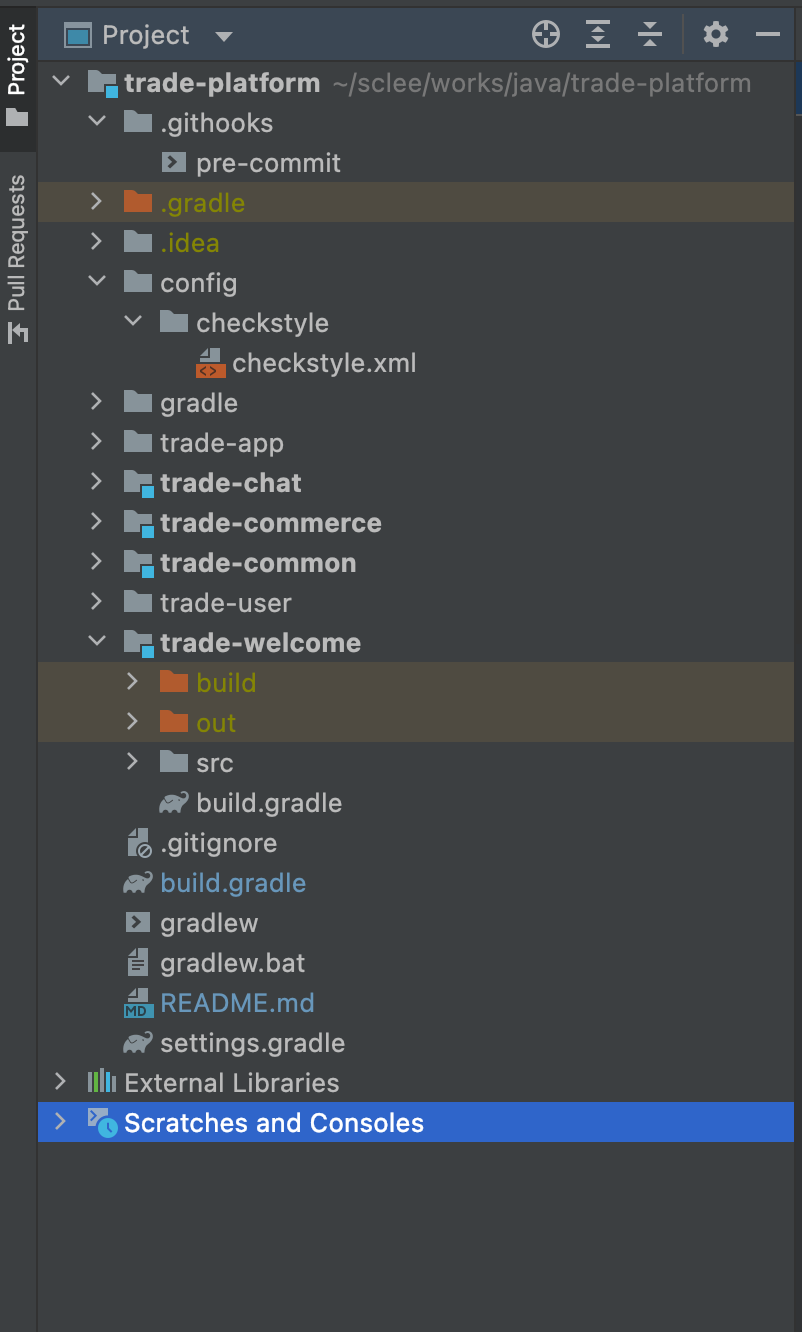 Project
Project
Pull Requests
trade-platform ~/sclee/works/java/trade-platform
.githooks
pre-commit
.gradle
.idea
config
checkstyle
checkstyle.xml
gradle
trade-app
trade-chat
trade-commerce
trade-common
trade-user
trade-welcome
build
out
src
build.gradle
.gitignore
build.gradle
gradlew
gradlew.bat
MD README.md
settings.gradle
External Libraries
Scratches and Consoles